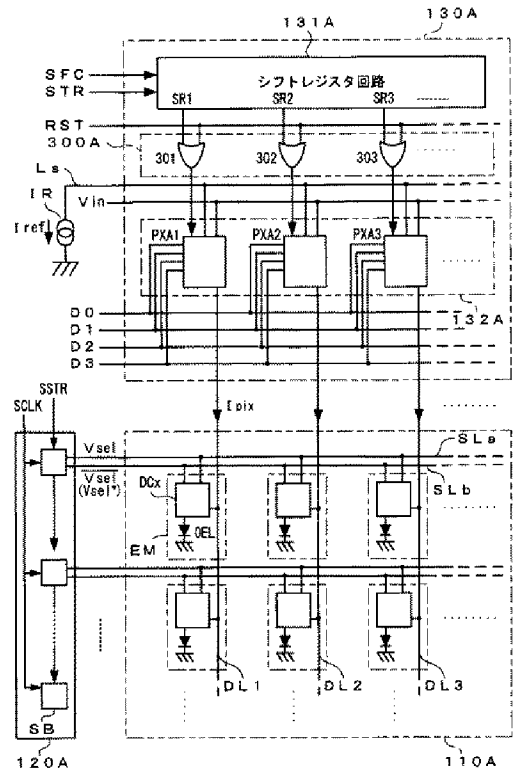 131A
130A
SFC
STR
シフトレジスタ回路
SR1 SR2 SR3
RST
300A
301 302 303
Ls
IR
Vin
Iref
PXA1 PXA2 PXA3
132A
D0
D1
D2
D3
Ipix
SSTR
SCLK
Vsel
SLa
Vsel
(Vsel*)
SLb
DCx
OEL
EM
DL1 DL2 DL3
SB
120A
110A